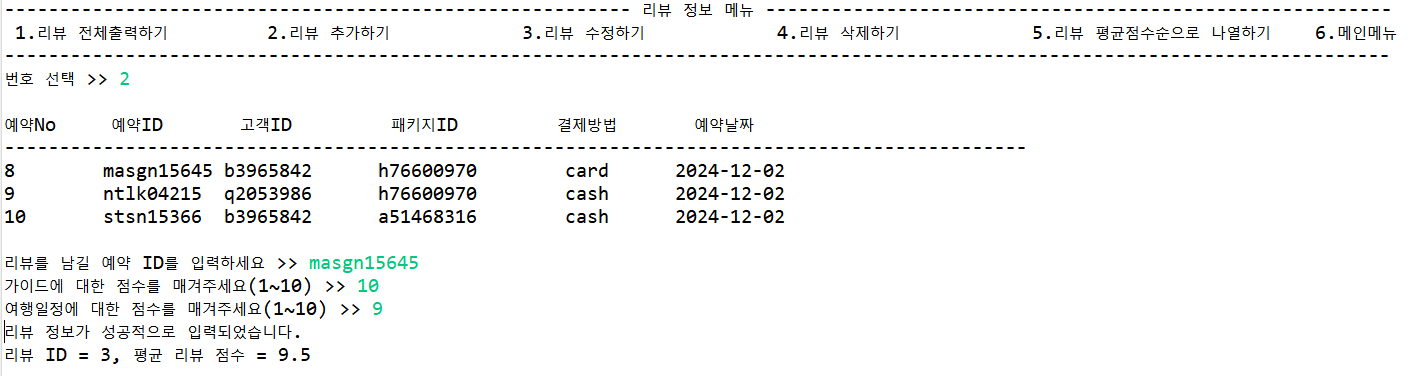 --------------------------------------------------------- 리뷰 정보 메뉴 ---------------------------------------------------------
1.리뷰 전체출력하기 2.리뷰 추가하기 3.리뷰 수정하기 4.리뷰 삭제하기 5.리뷰 평균점수순으로 나열하기 6.메인메뉴
------------------------------------------------------------------------------------------------------------------------------
번호 선택 >> 2
예약No 예약ID 고객ID 패키지ID 결제방법 예약날짜
---------------------------------------------------------------------------------------------
8 masgn15645 b3965842 h76600970 card 2024-12-02
9 ntlk04215 q2053986 h76600970 cash 2024-12-02
10 stsn15366 b3965842 a51468316 cash 2024-12-02
리뷰를 남길 예약 ID를 입력하세요 >> masgn15645
가이드에 대한 점수를 매겨주세요(1~10) >> 10
여행일정에 대한 점수를 매겨주세요(1~10) >> 9
리뷰 정보가 성공적으로 입력되었습니다.
리뷰 ID = 3, 평균 리뷰 점수 = 9.5